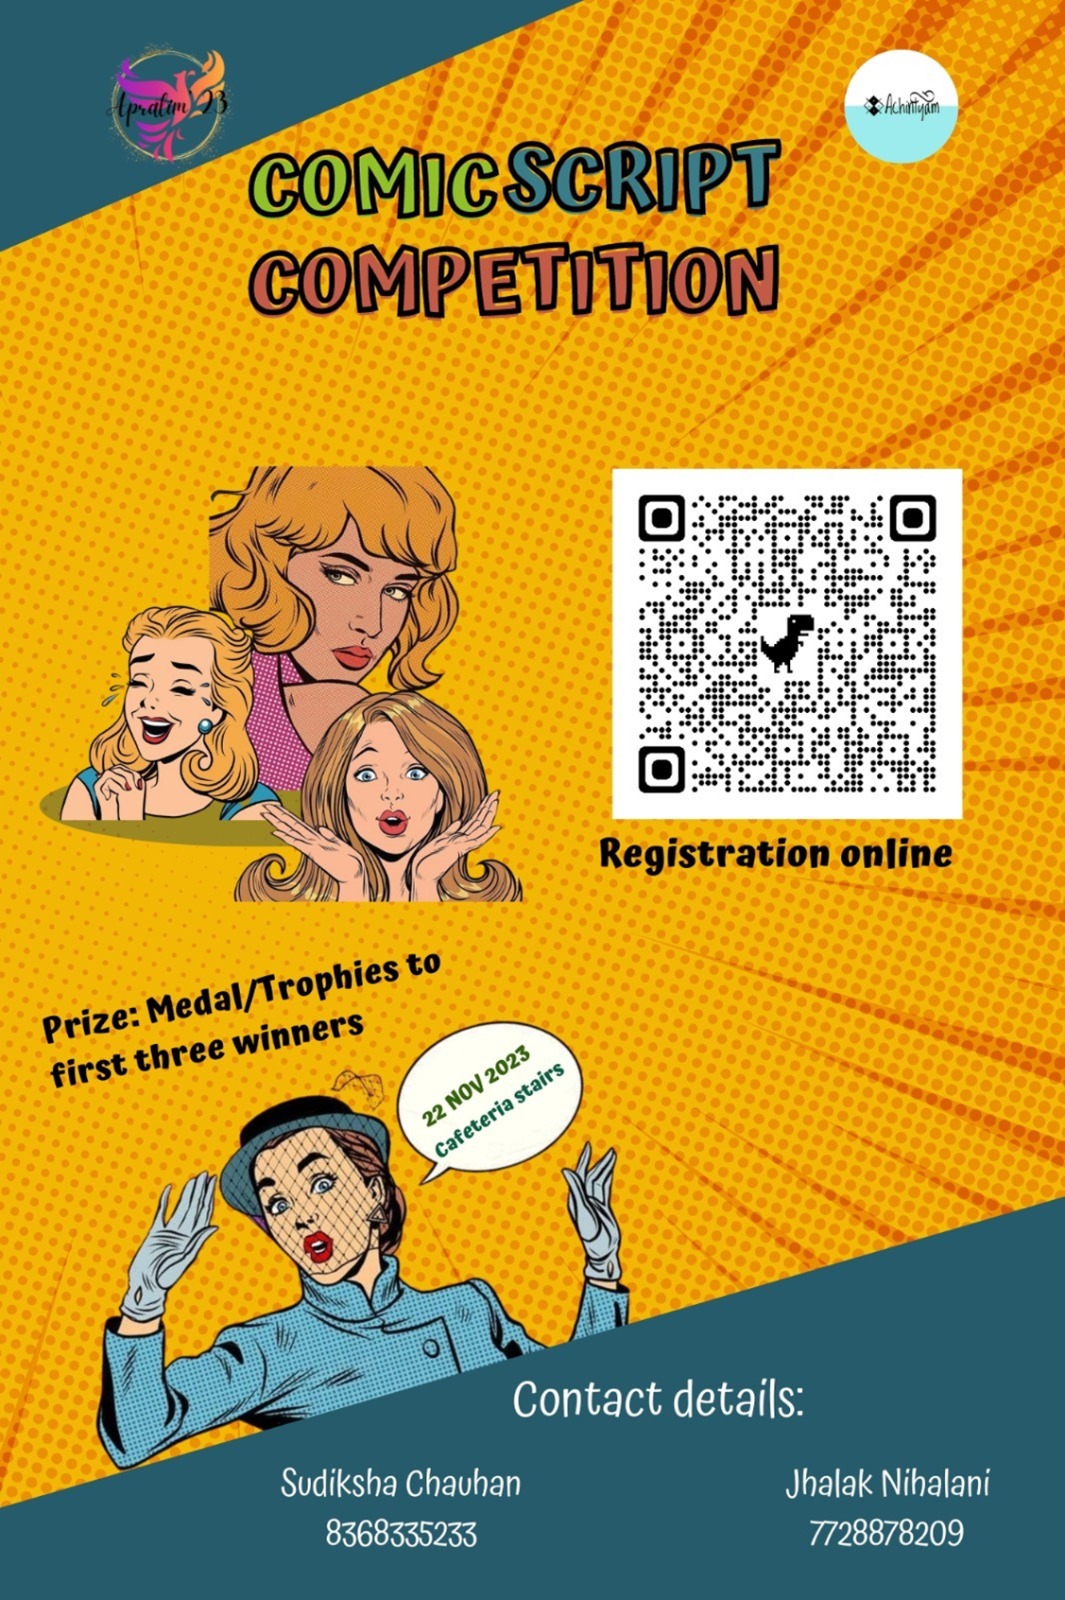 Apratim'23
Achintyam
COMIC SCRIPT
COMPETITION
Registration online
Prize: Medal/Trophies to
first three winners
22 NOV 2023
Cafeteria stairs
Contact details:
Sudiksha Chauhan
8368335233
Jhalak Nihalani
7728878209